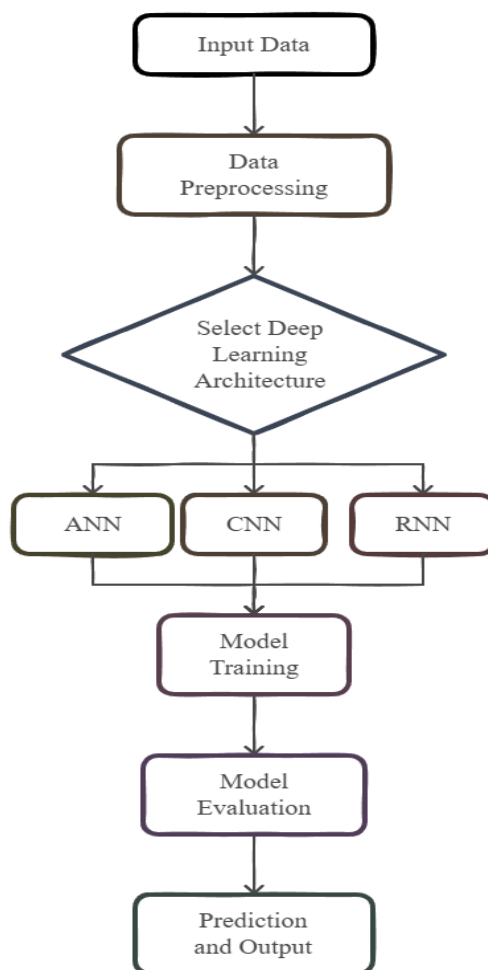 Input Data
Data
Preprocessing
Select Deep
Learning
Architecture
ANN
CNN
RNN
Model
Training
Model
Evaluation
Prediction
and Output